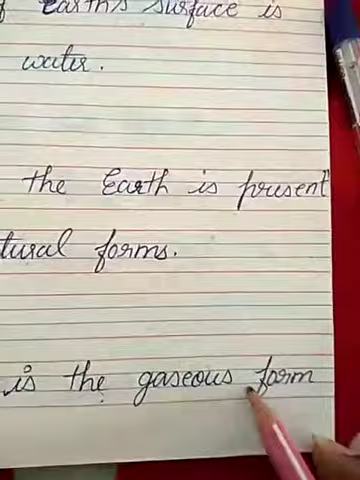 Earth's surface is
water.
the Earth is present
tural forms.
is the gaseous form